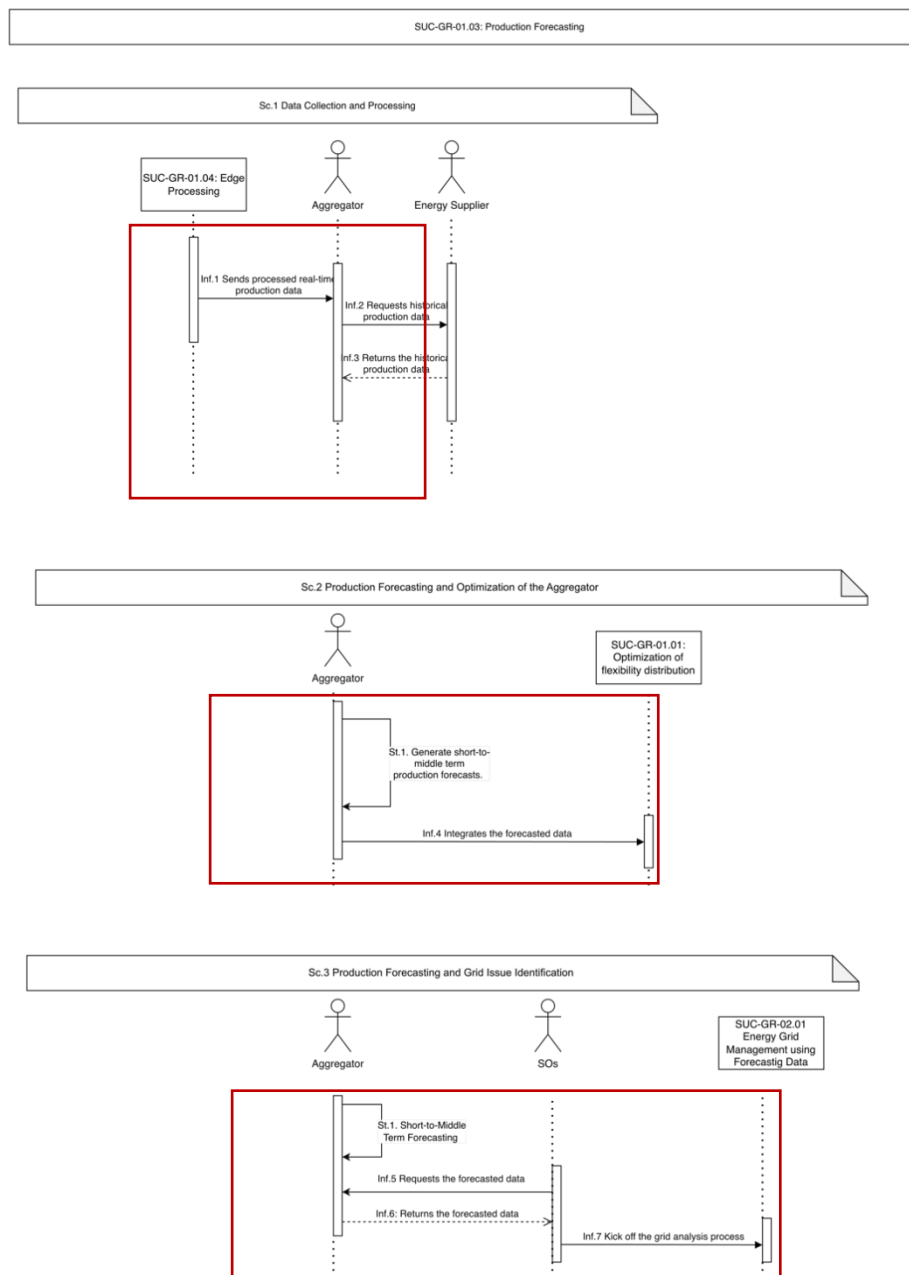 SUC-GR-01.03: Production Forecasting
Sc.1 Data Collection and Processing
SUC-GR-01.04: Edge
Processing
Aggregator
Energy Supplier
Inf.1 Sends processed real-time
production data
Inf.2 Requests historical
production data
Inf.3 Returns the historical
production data
Sc.2 Production Forecasting and Optimization of the Aggregator
Aggregator
SUC-GR-01.01:
Optimization of
flexibility distribution
St.1. Generate short-to-
middle term
production forecasts.
Inf.4 Integrates the forecasted data
Sc.3 Production Forecasting and Grid Issue Identification
Aggregator
SOs
SUC-GR-02.01
Energy Grid
Management using
Forecastig Data
St.1. Short-to-Middle
Term Forecasting
Inf.5 Requests the forecasted data
Inf.6: Returns the forecasted data
Inf.7 Kick off the grid analysis process